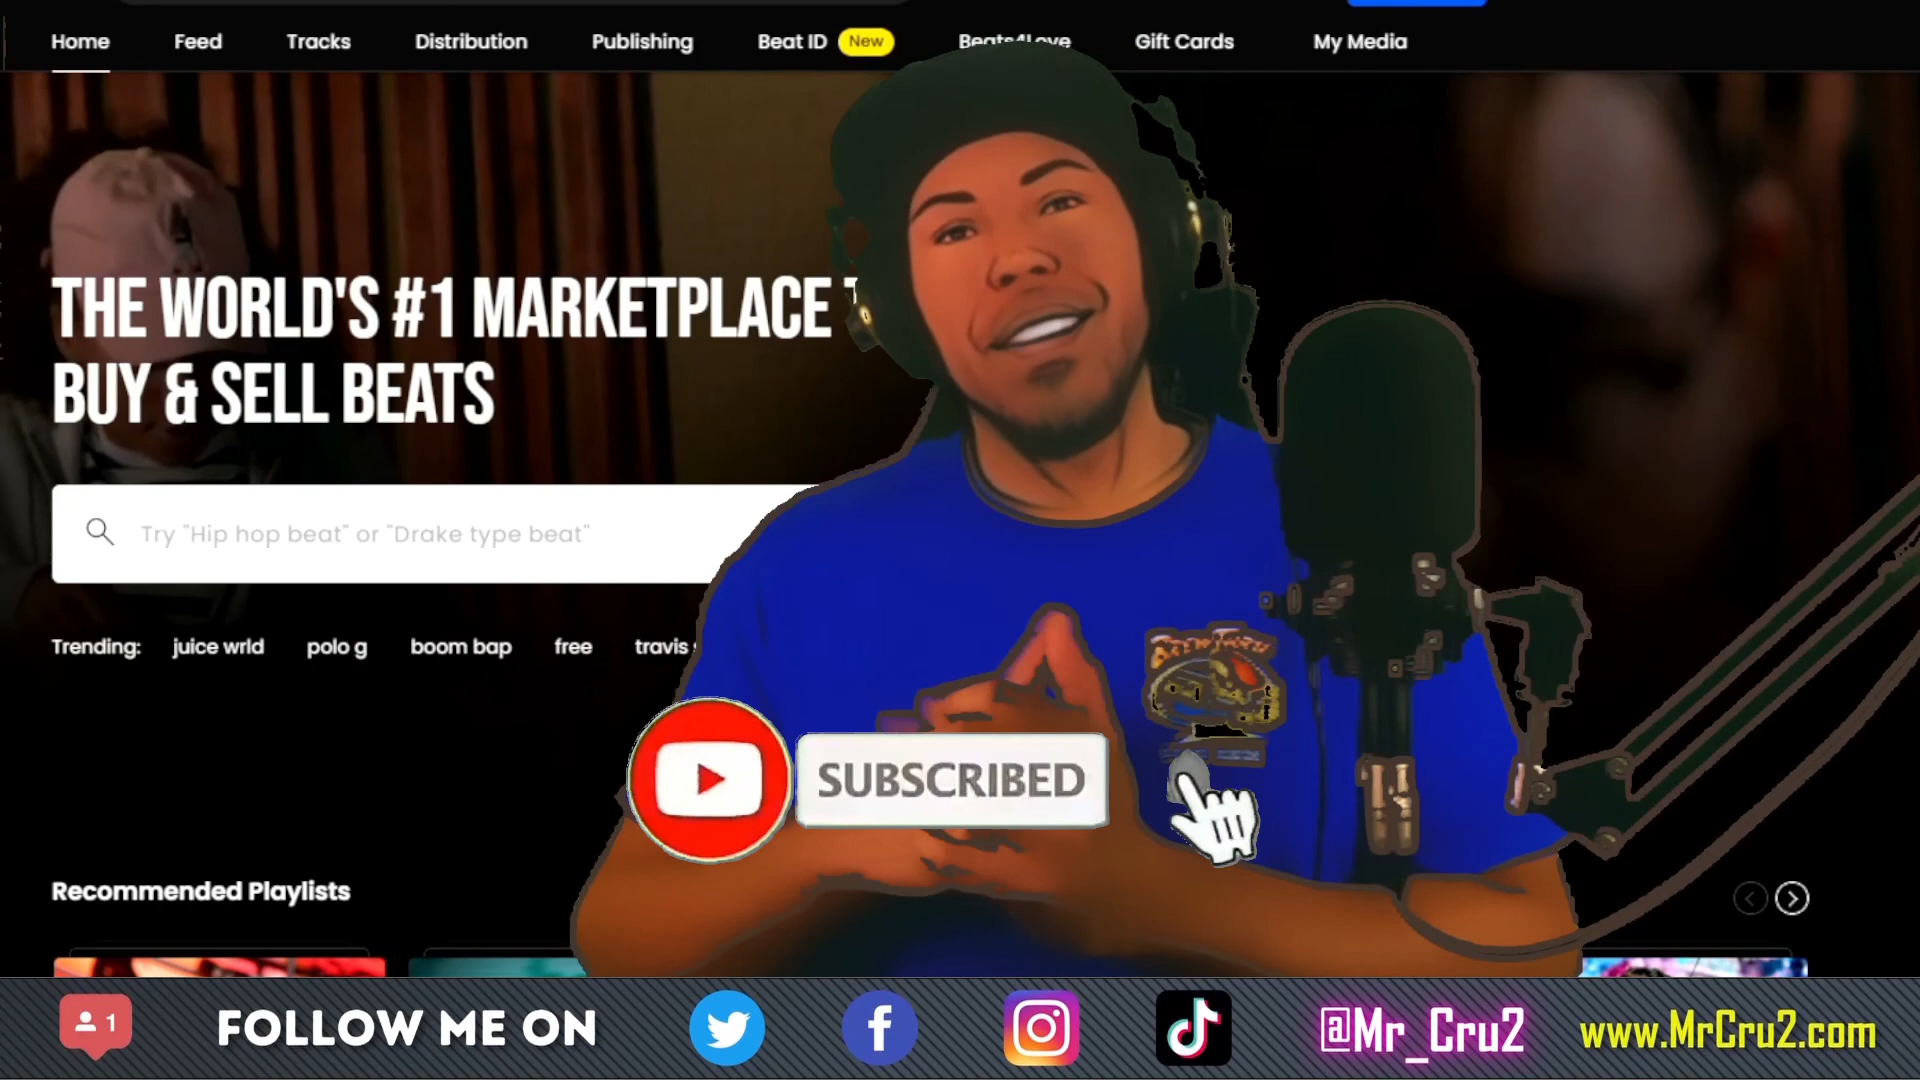 Home Feed Tracks Distribution Publishing Beat ID New Beats4Love Gift Cards My Media
THE WORLD'S #1 MARKETPLACE
BUY & SELL BEATS
Try "Hip hop beat" or "Drake type beat"
Trending: juice wrld polo g boom bap free travis
SUBSCRIBED
Recommended Playlists
1 FOLLOW ME ON @Mr_Cru2 www.MrCru2.com